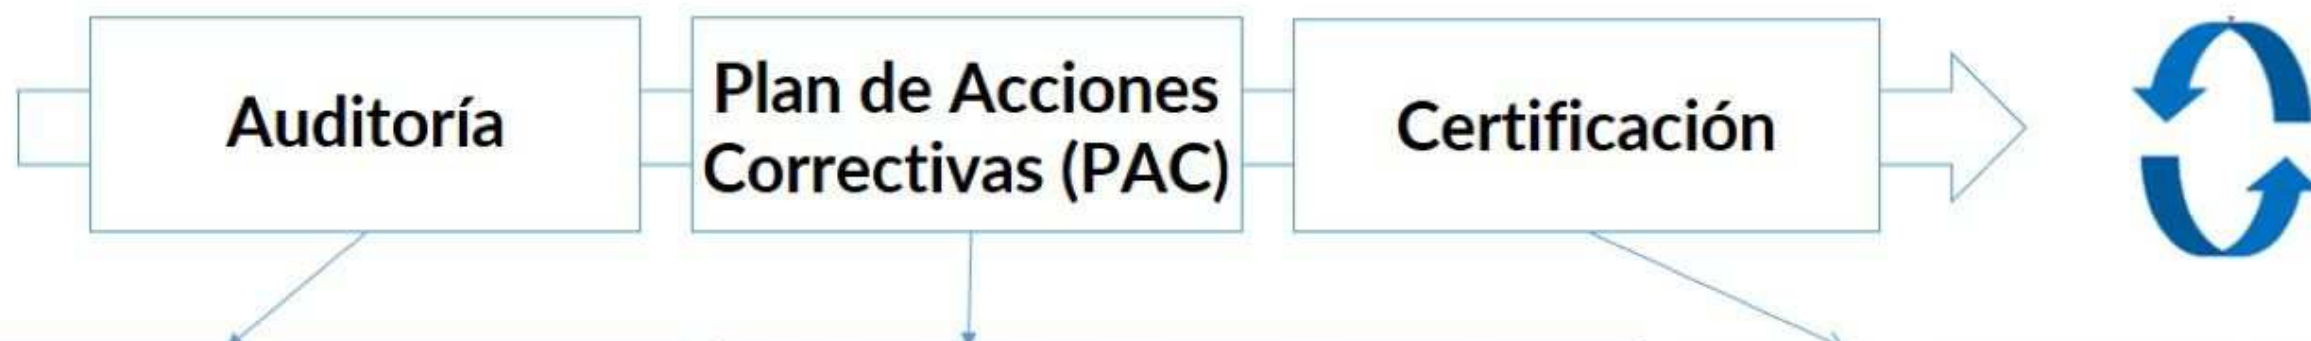 Auditoría
Plan de Acciones
Correctivas (PAC)
Certificación